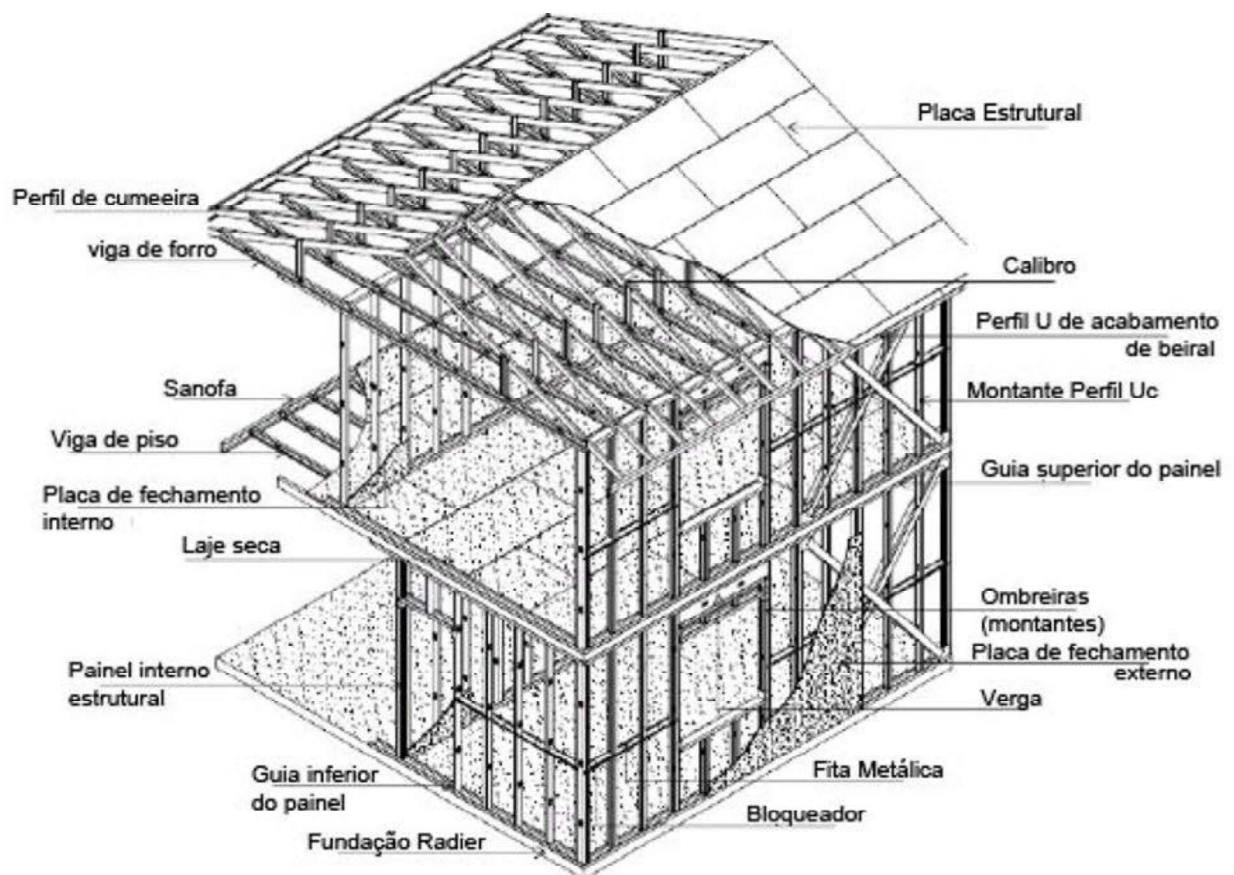 Placa Estrutural
Perfil de cumeeira
viga de forro
Calibro
Perfil U de acabamento
de beiral
Sanofa
Montante Perfil Uc
Viga de piso
Guia superior do painel
Placa de fechamento
interno
Laje seca
Ombreiras
(montantes)
Placa de fechamento
externo
Painel interno
estrutural
Verga
Guia inferior
do painel
Fita Metálica
Bloqueador
Fundação Radier